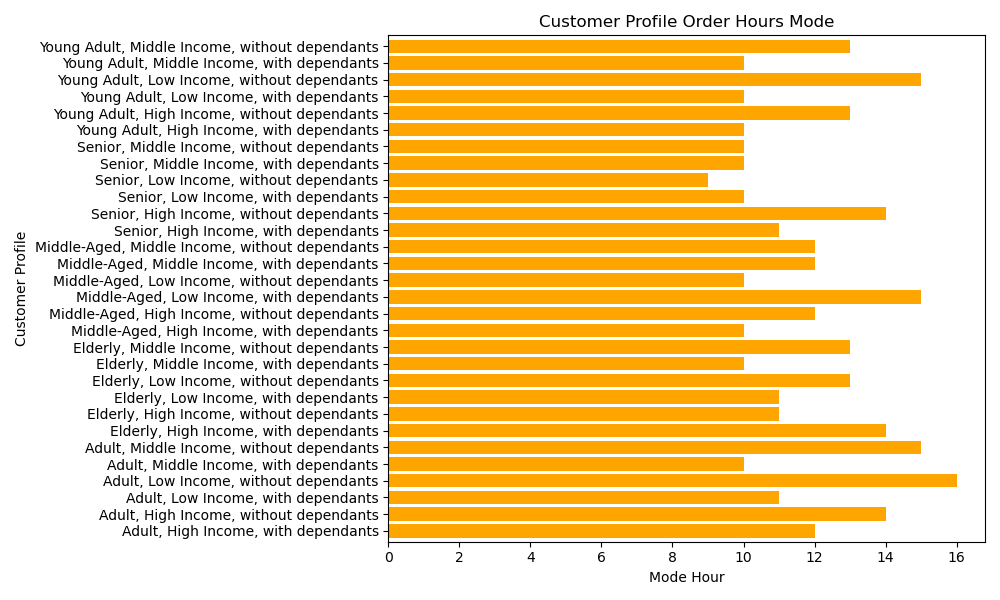 Customer Profile Order Hours Mode
Young Adult, Middle Income, without dependants
Young Adult, Middle Income, with dependants
Young Adult, Low Income, without dependants
Young Adult, Low Income, with dependants
Young Adult, High Income, without dependants
Young Adult, High Income, with dependants
Senior, Middle Income, without dependants
Senior, Middle Income, with dependants
Senior, Low Income, without dependants
Senior, Low Income, with dependants
Senior, High Income, without dependants
Senior, High Income, with dependants
Middle-Aged, Middle Income, without dependants
Middle-Aged, Middle Income, with dependants
Middle-Aged, Low Income, without dependants
Middle-Aged, Low Income, with dependants
Middle-Aged, High Income, without dependants
Middle-Aged, High Income, with dependants
Elderly, Middle Income, without dependants
Elderly, Middle Income, with dependants
Elderly, Low Income, without dependants
Elderly, Low Income, with dependants
Elderly, High Income, without dependants
Elderly, High Income, with dependants
Adult, Middle Income, without dependants
Adult, Middle Income, with dependants
Adult, Low Income, without dependants
Adult, Low Income, with dependants
Adult, High Income, without dependants
Adult, High Income, with dependants
Customer Profile
0 2 4 6 8 10 12 14 16
Mode Hour